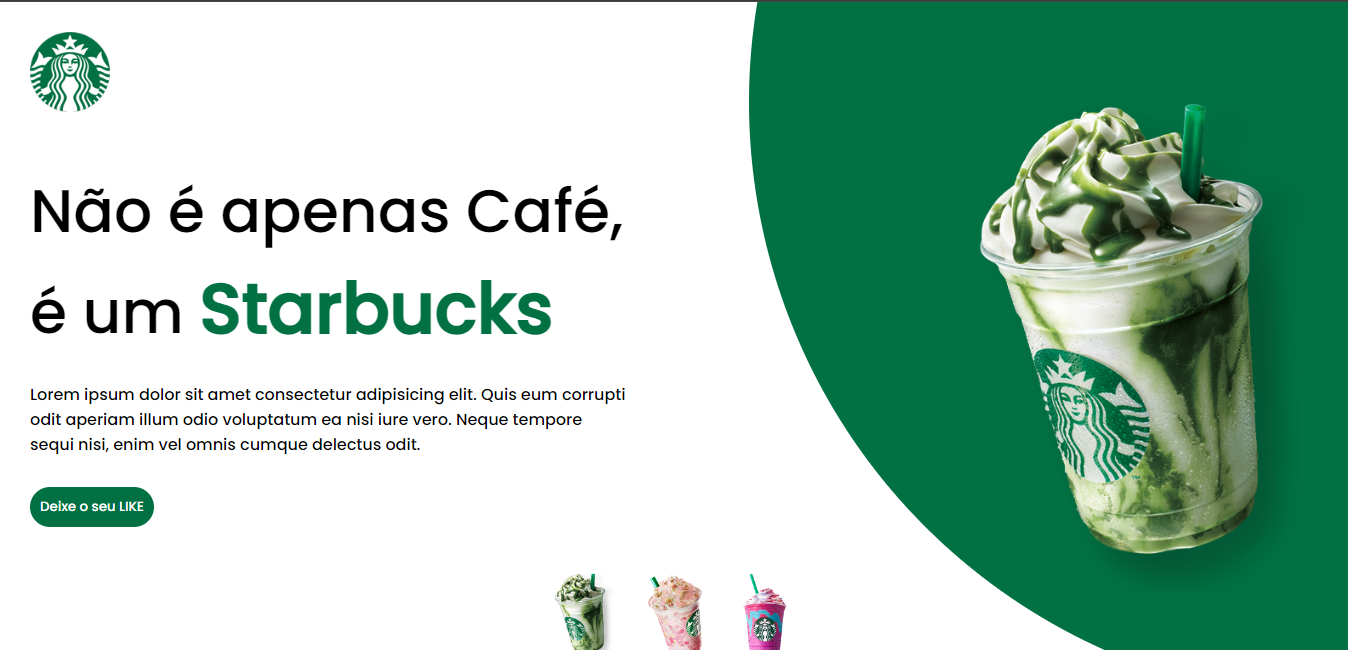 Não é apenas Café,
é um Starbucks
Lorem ipsum dolor sit amet consectetur adipisicing elit. Quis eum corrupti
odit aperiam illum odio voluptatum ea nisi iure vero. Neque tempore
sequi nisi, enim vel omnis cumque delectus odit.
Deixe o seu LIKE